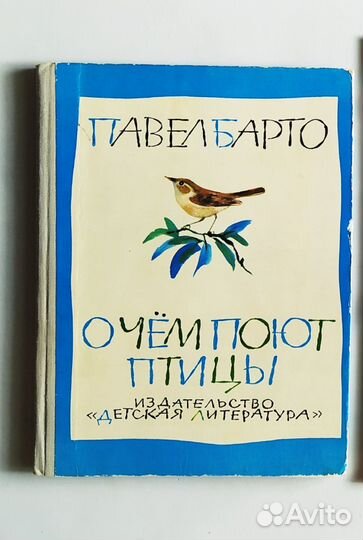 ПАВЕЛ БАРТО
О ЧЁМ ПОЮТ
ПТИЦЫ
ИЗДАТЕЛЬСТВО
«ДЕТСКАЯ ЛИТЕРАТУРА»
Avito